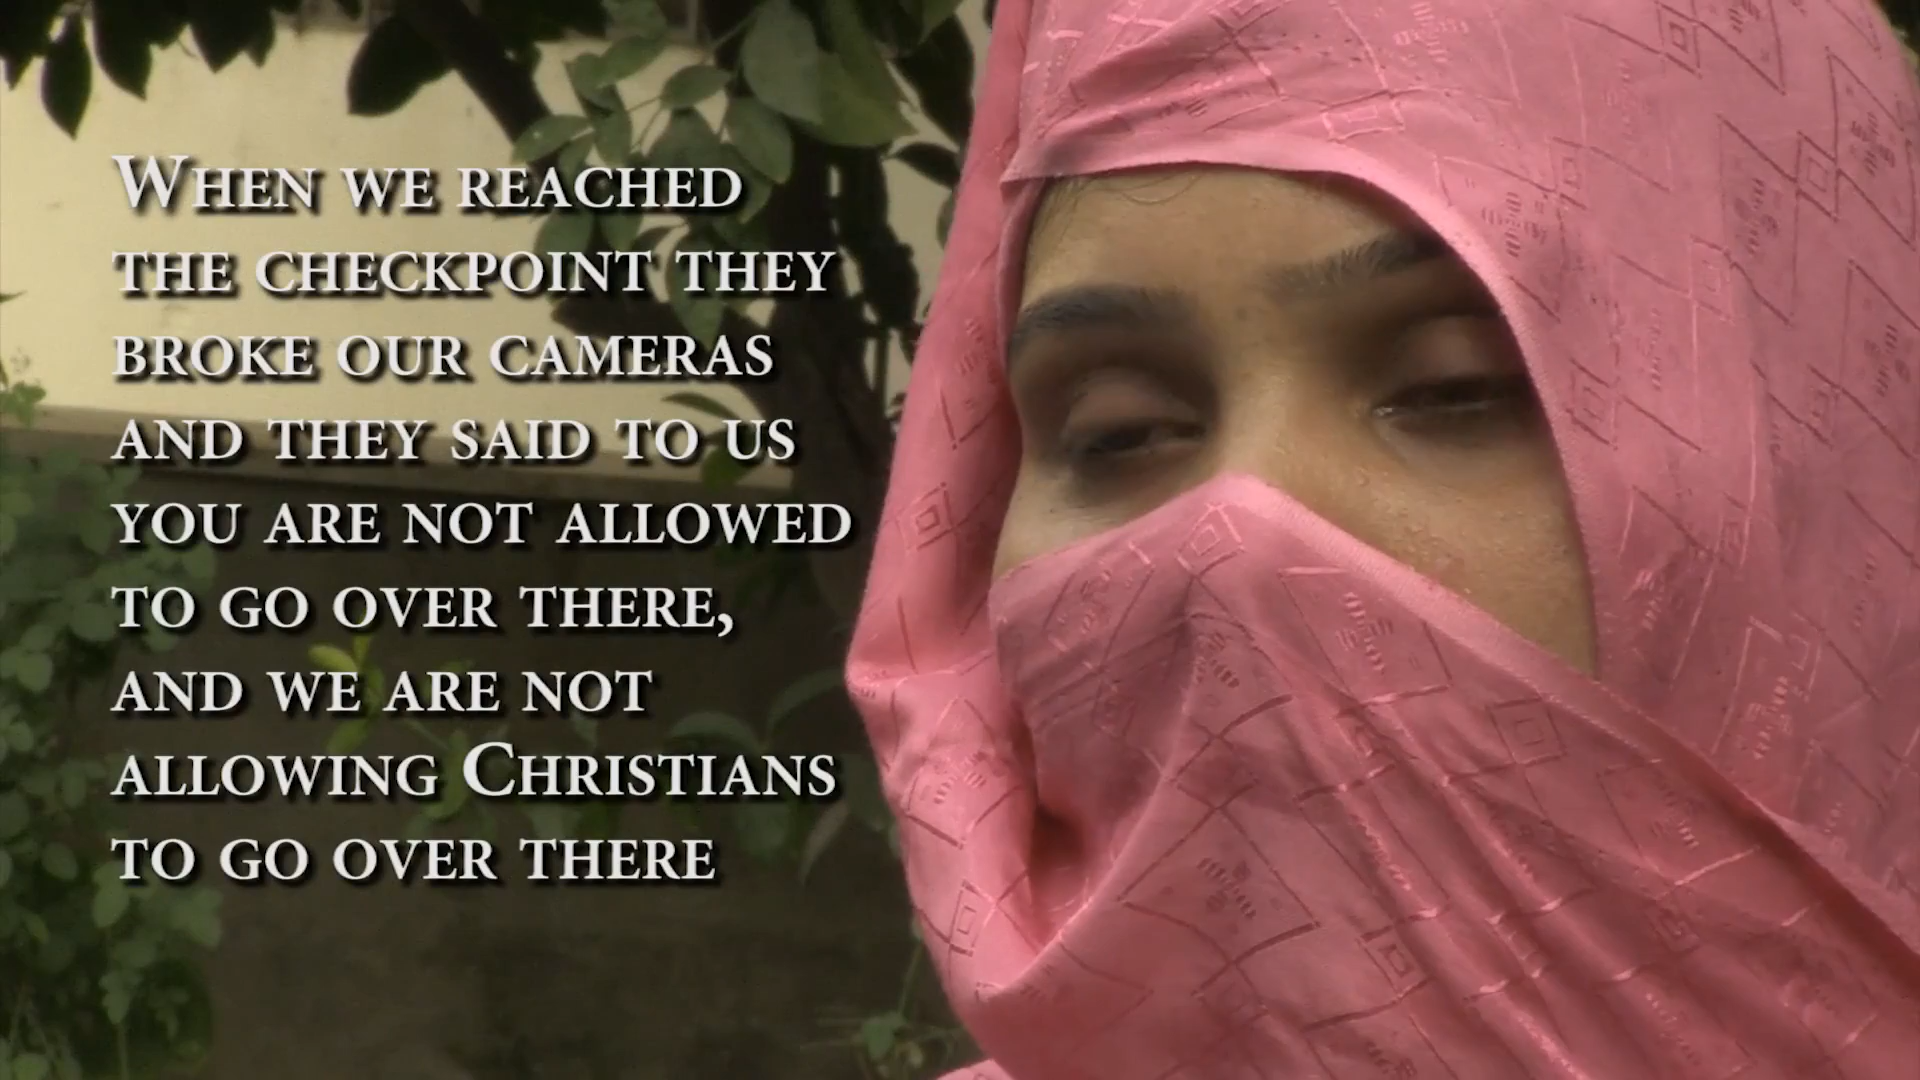 When we reached
the checkpoint they
broke our cameras
and they said to us
you are not allowed
to go over there,
and we are not
allowing Christians
to go over there